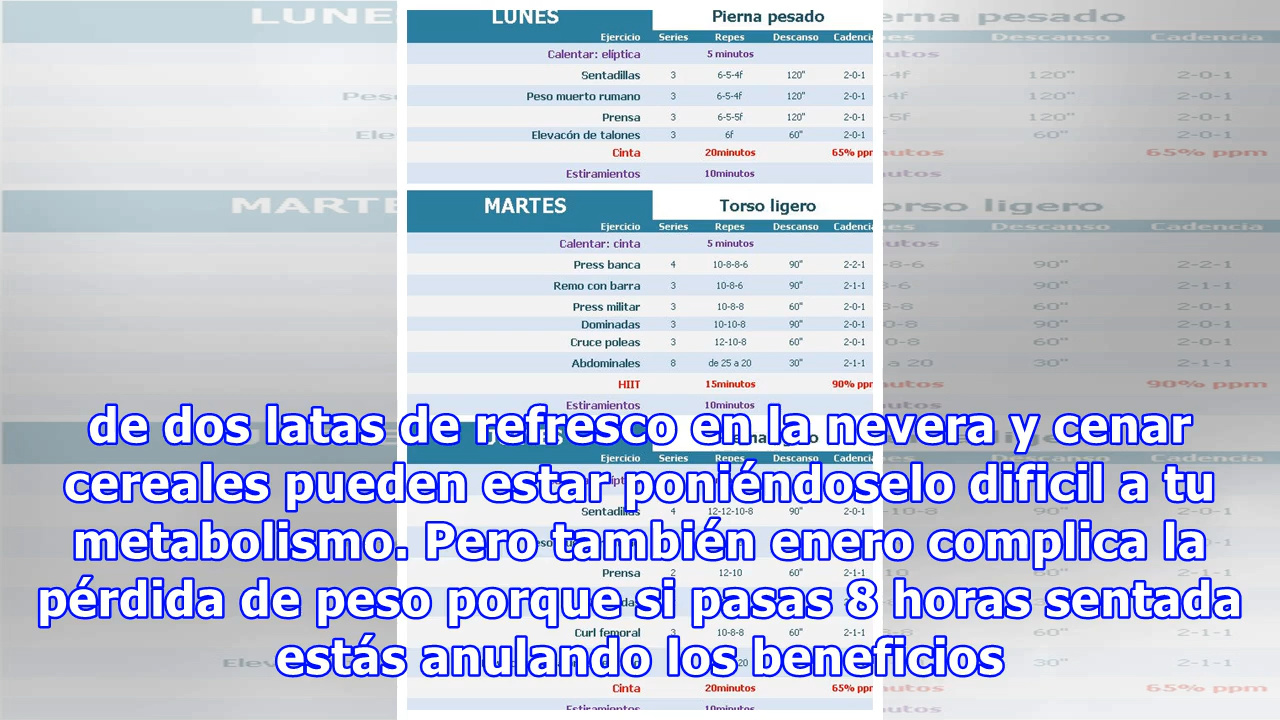 LUNES Pierna pesado
Ejercicio Series Repes Descanso
Calentar: elíptica 5 minutos
Sentadillas 3 6-5-4f 120" 2-0-1
Peso muerto rumano 3 6-5-4f 120" 2-0-1
Prensa 3 6-5-5f 120" 2-0-1
Elevacón de talones 3 6f 60" 2-0-1
Cinta 20minutos 65% ppm
Estiramientos 10minutos
MARTES Torso ligero
Ejercicio Series Repes Descanso
Calentar: cinta 5 minutos
Press banca 4 10-8-8-6 90" 2-2-1
Remo con barra 3 10-8-6 90" 2-1-1
Press militar 3 10-8-8 60" 2-0-1
Dominadas 3 10-10-8 90" 2-0-1
Cruce poleas 3 12-10-8 60" 2-0-1
Abdominales 8 de 25 a 20 30" 2-1-1
HIIT 15minutos 90% ppm
Estiramientos 10minutos
de dos latas de refresco en la nevera y cenar
Ejercicio Series Repes Descanso
cereales pueden estar poniéndoselo dificil a tu
Sentadillas 4 12-12-10-8 90" 2-0-1
metabolismo. Pero también enero complica la
Prensa 2 12-10 60" 2-1-1
pérdida de peso porque si pasas 8 horas sentada
Curl femoral 3 10-8-8 60" 2-1-1
estás anulando los beneficios
Cinta 20minutos 65% ppm
Estiramientos 10minutos